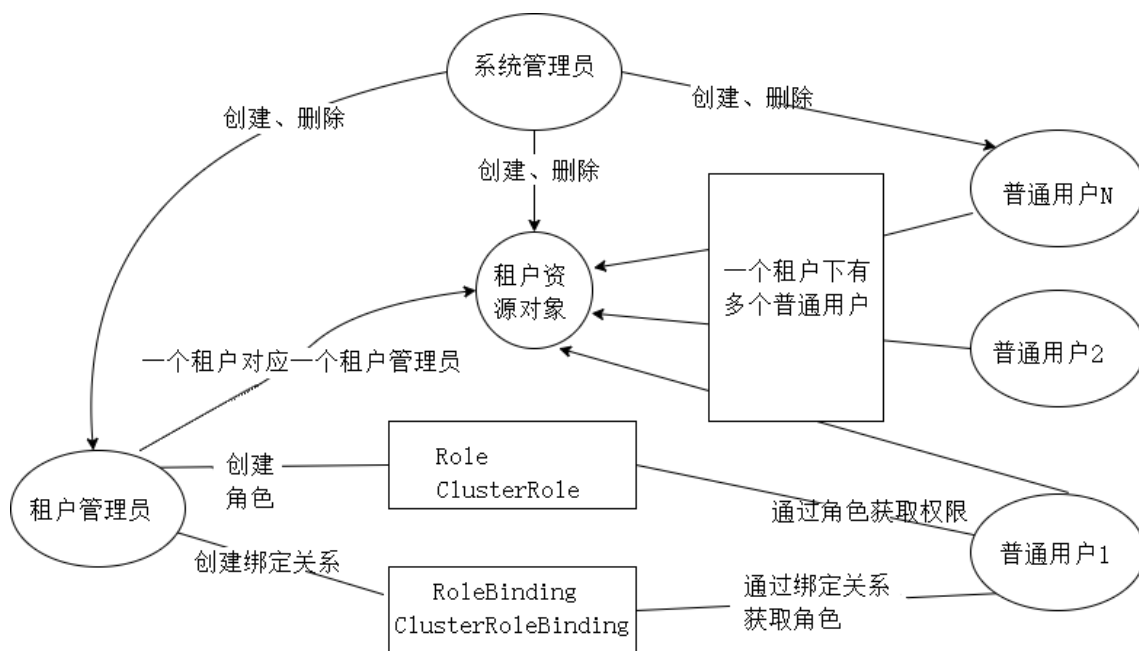 系统管理员
创建、删除
创建、删除
创建、删除
普通用户N
租户资
源对象
一个租户下有
多个普通用户
普通用户2
一个租户对应一个租户管理员
租户管理员
创建
角色
Role
ClusterRole
通过角色获取权限
普通用户1
创建绑定关系
RoleBinding
ClusterRoleBinding
通过绑定关系
获取角色